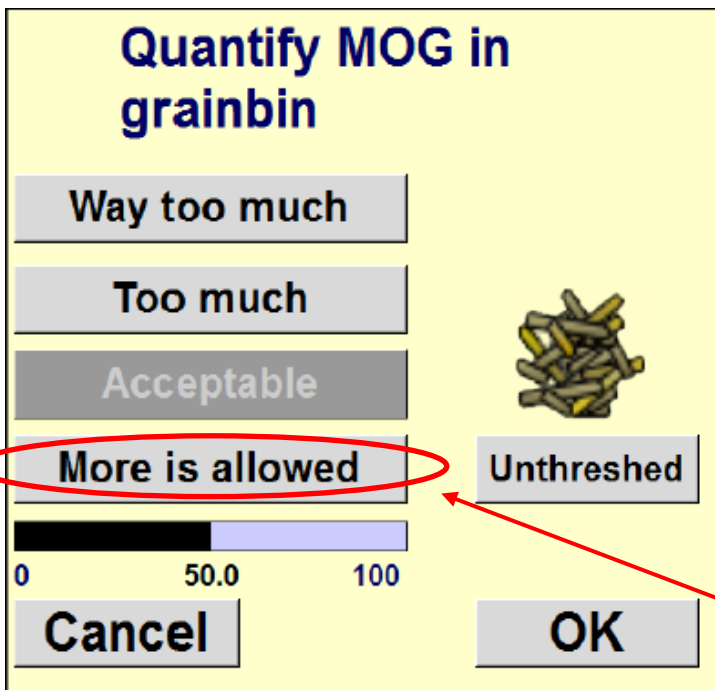 Quantify MOG in
grainbin
Way too much
Too much
Acceptable
More is allowed
Unthreshed
0 50.0 100
Cancel
OK